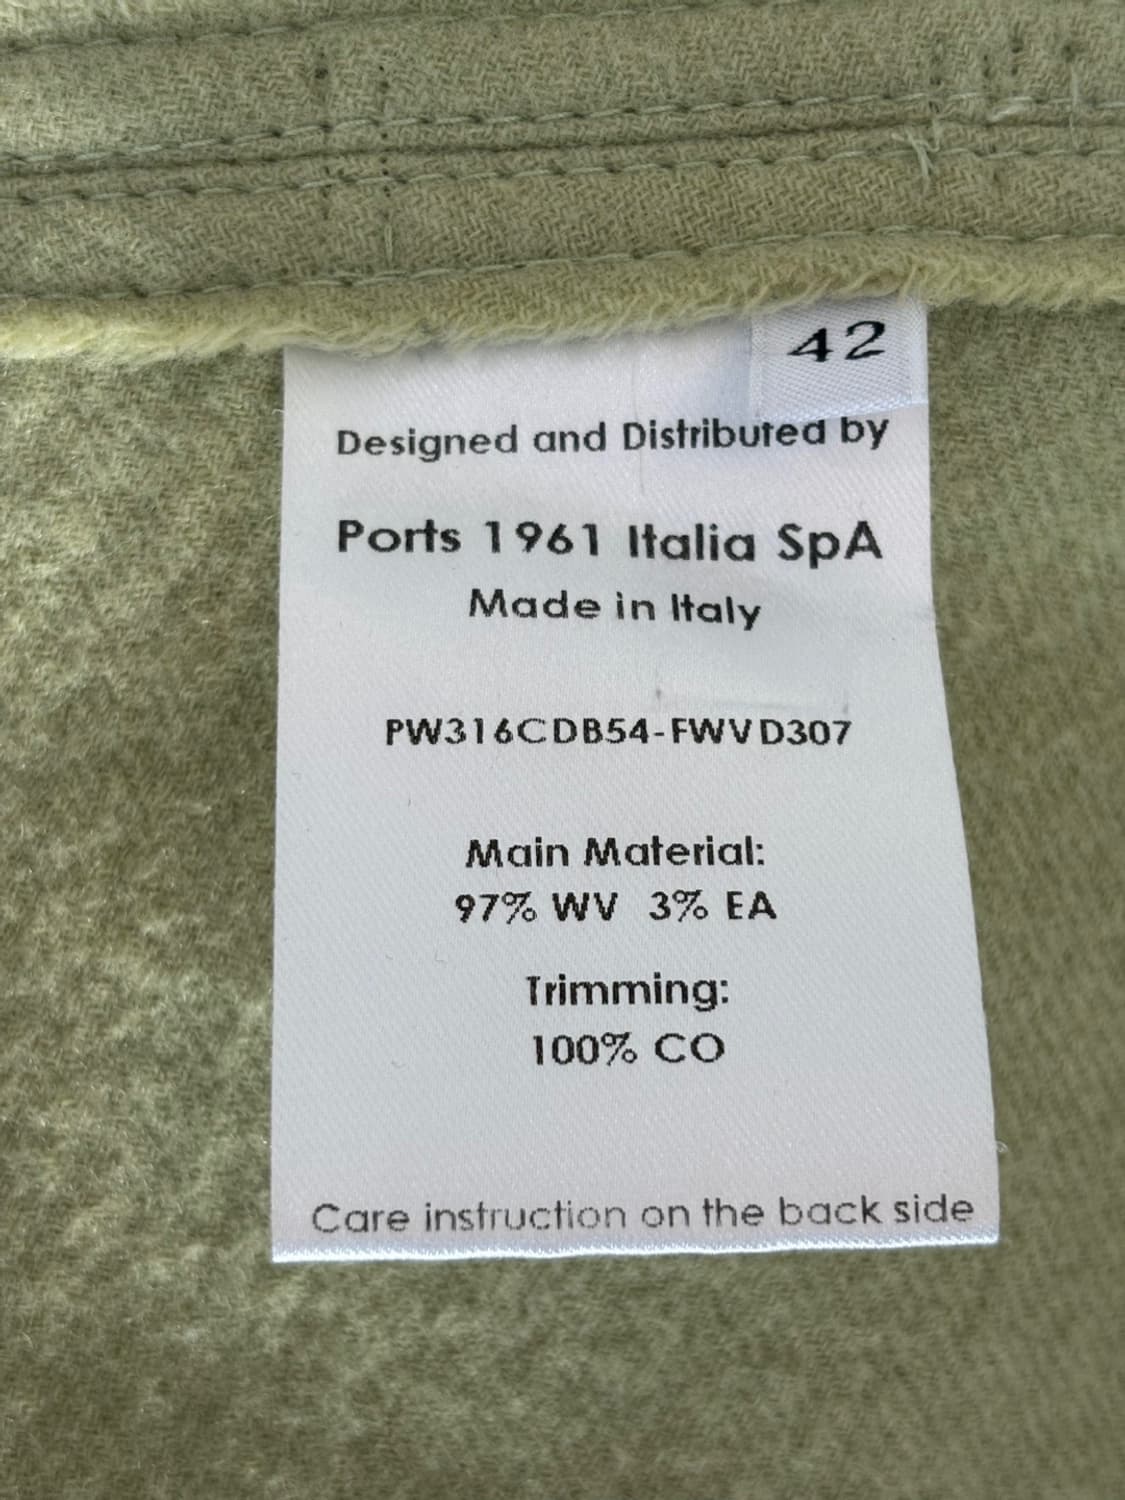 42
Designed and Distributed by
Ports 1961 Italia SpA
Made in Italy
PW316CDB54-FWVD307
Main Material:
97% WV 3% EA
Trimming:
100% CO
Care instruction on the back side